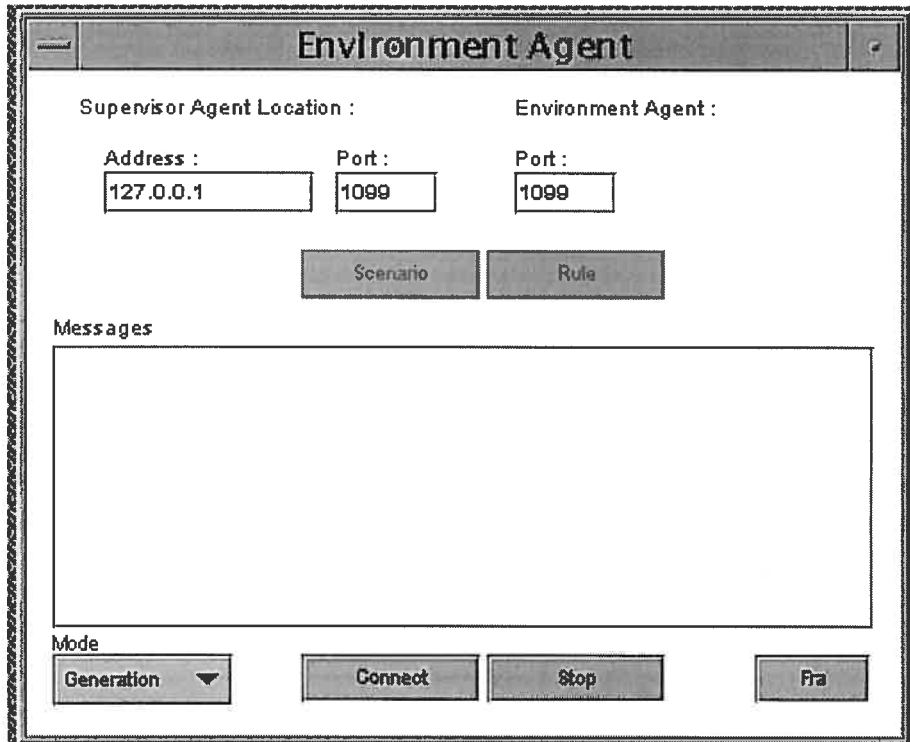 Environment Agent
Supervisor Agent Location : Environment Agent :
Address : Port : Port :
127.0.0.1 1099 1099
Scenario Rule
Messages
Mode
Generation Connect Stop Fra